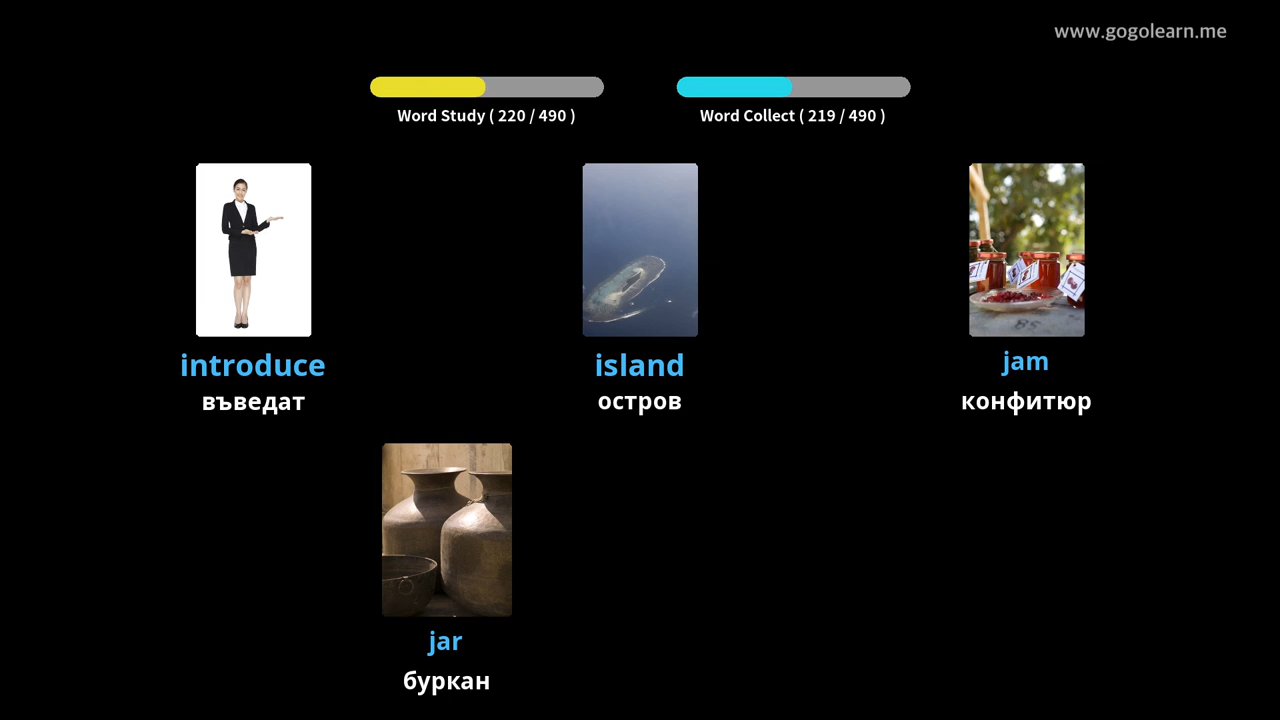 www.gogolearn.me
Word Study ( 220 / 490 )
Word Collect ( 219 / 490 )
introduce
въведат
island
остров
jam
конфитюр
jar
буркан